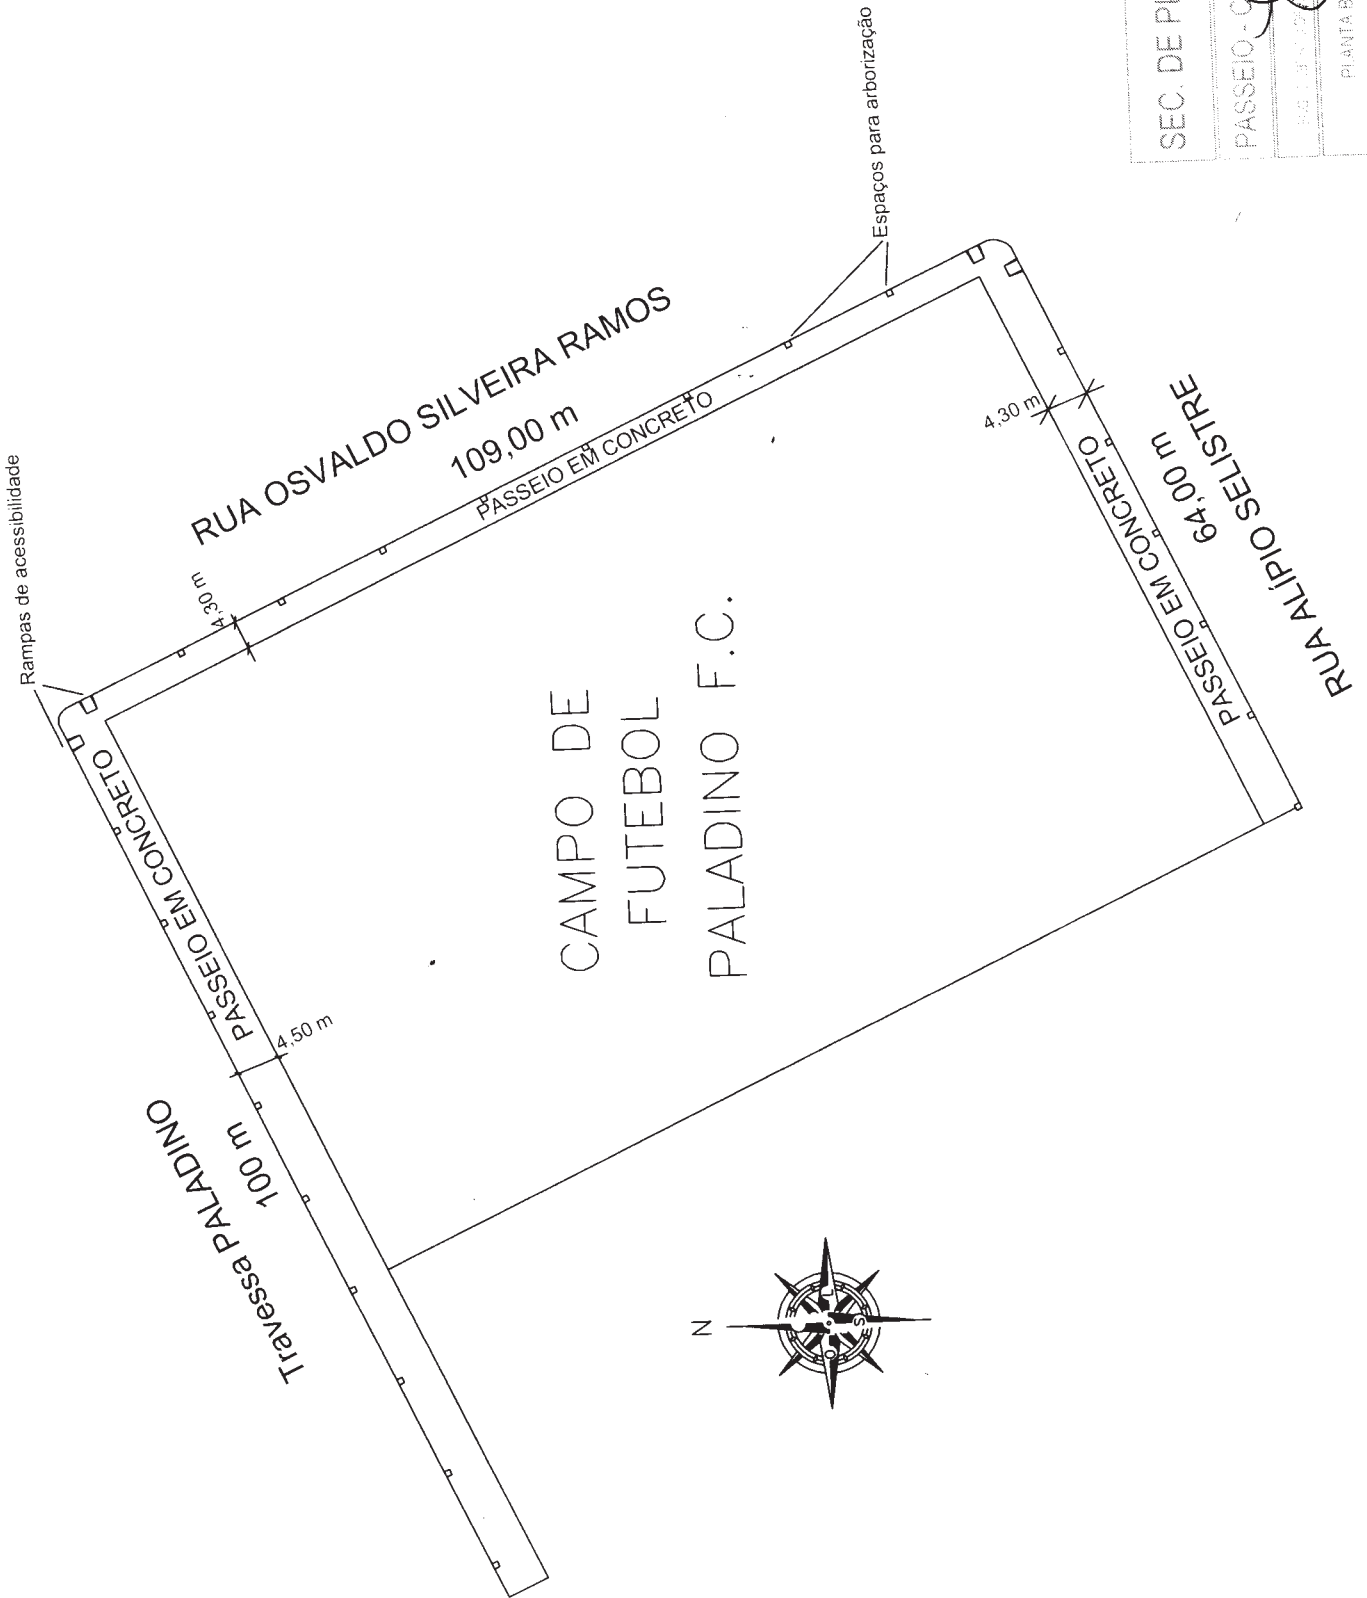 Rampas de acessibilidade
RUA OSVALDO SILVEIRA RAMOS
109,00 m
PASSEIO EM CONCRETO
4,30 m
Espaços para arborização
PASSEIO EM CONCRETO
4,50 m
Travessa PALADINO
100 m
CAMPO DE
FUTEBOL
PALADINO F.C.
4,30 m
PASSSEIO EM CONCRETO
64,00 m
RUA ALÍPIO SELISTRE
N
L
S
O
SEC. DE
PASSEIO -